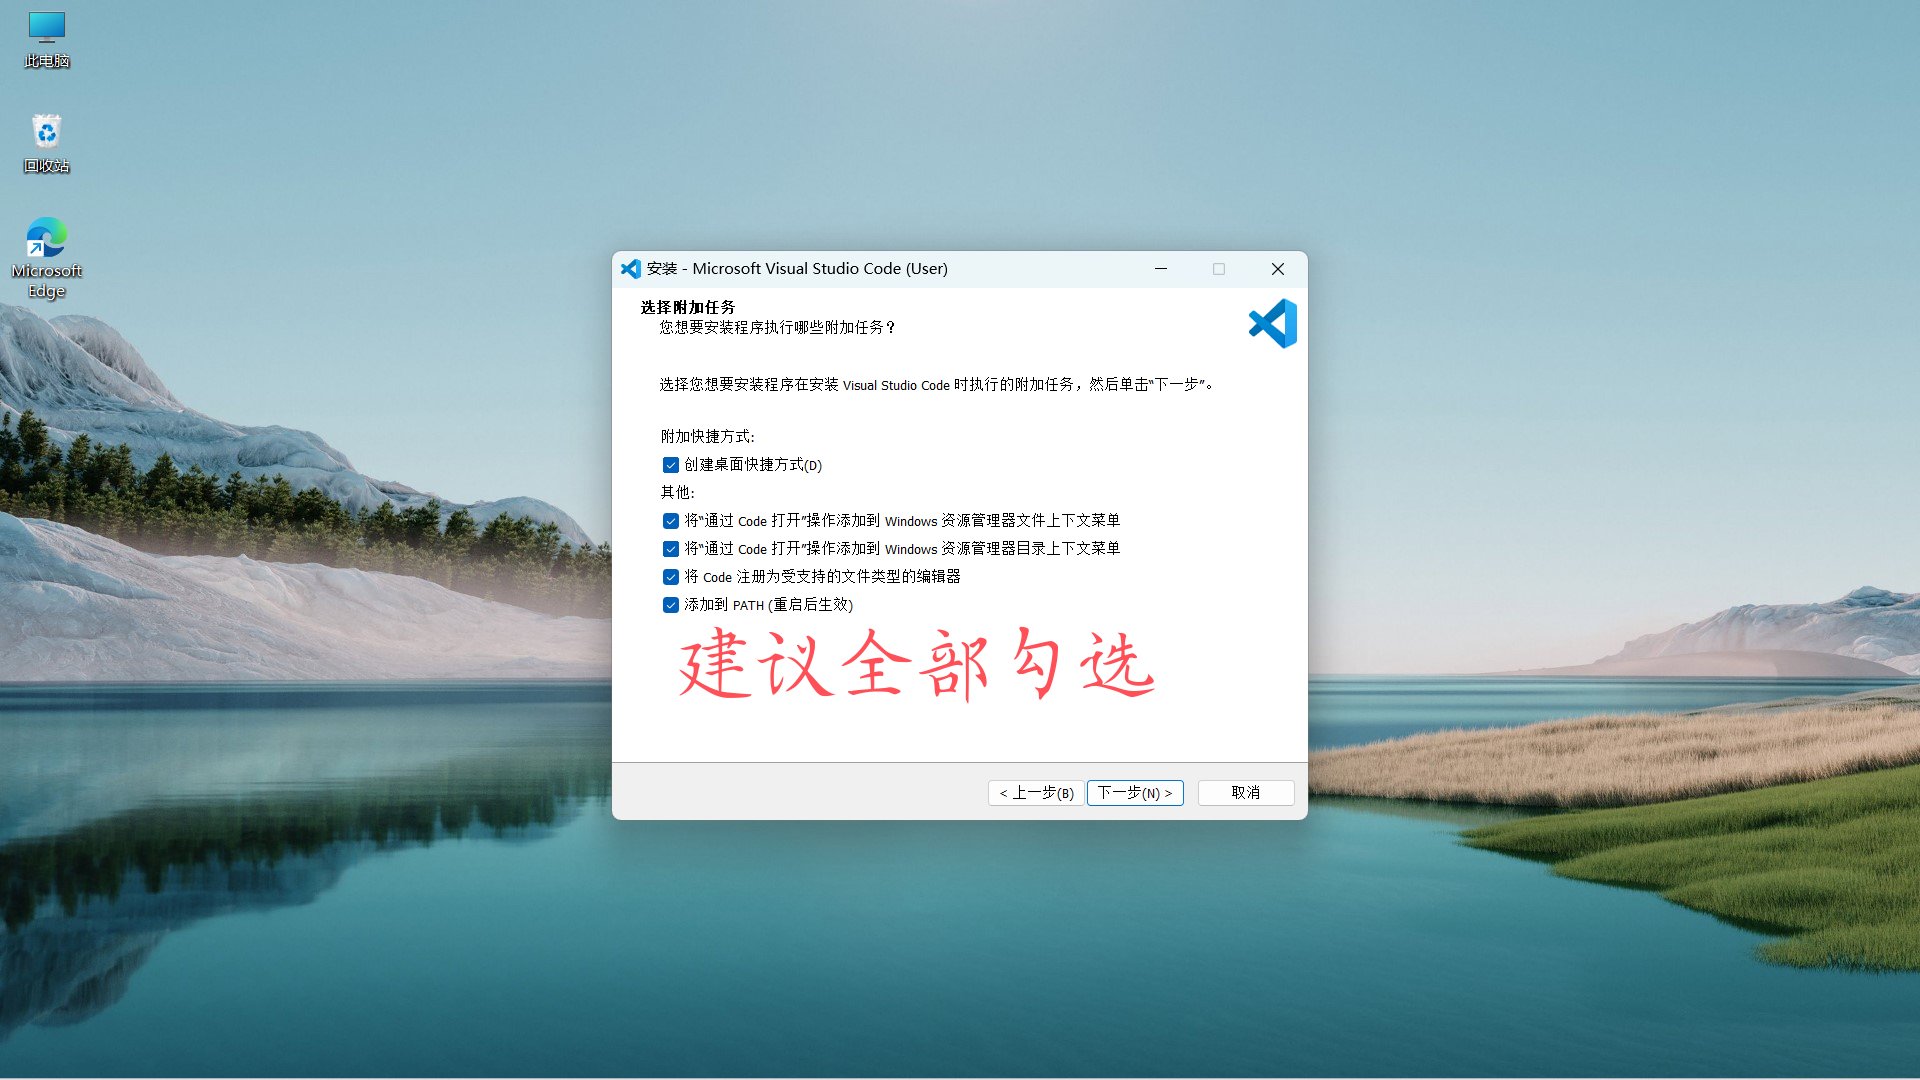 此电脑
回收站
Microsoft
Edge
安装 - Microsoft Visual Studio Code (User)
选择附加任务
您想要安装程序执行哪些附加任务？
选择您想要安装程序在安装 Visual Studio Code 时执行的附加任务，然后单击“下一步”。
附加快捷方式:
创建桌面快捷方式(D)
其他:
将“通过 Code 打开”操作添加到 Windows 资源管理器文件上下文菜单
将“通过 Code 打开”操作添加到 Windows 资源管理器目录上下文菜单
将 Code 注册为受支持的文件类型的编辑器
添加到 PATH (重启后生效)
建议全部勾选
< 上一步(B)
下一步(N) >
取消